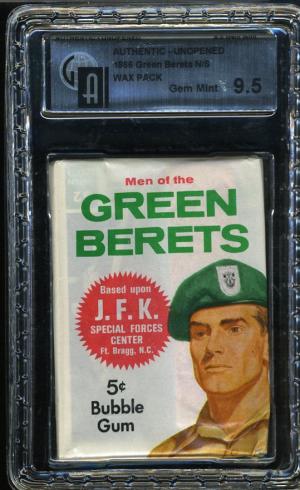 AUTHENTIC - UNOPENED
1966 Green Berets N/S
WAX PACK
Gem Mint 9.5
GAI
Men of the
GREEN
BERETS
Based upon
J.F.K.
SPECIAL FORCES
CENTER
Ft. Bragg, N.C.
5¢
Bubble
Gum